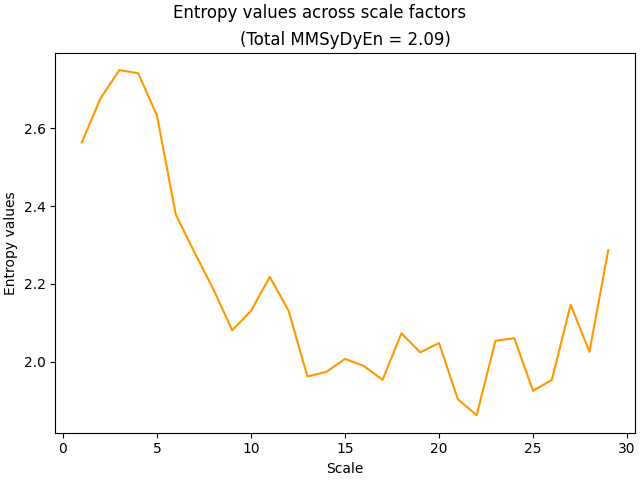 Entropy values across scale factors
(Total MMSyDyEn = 2.09)
2.6
2.4
2.2
2.0
Entropy values
0 5 10 15 20 25 30
Scale